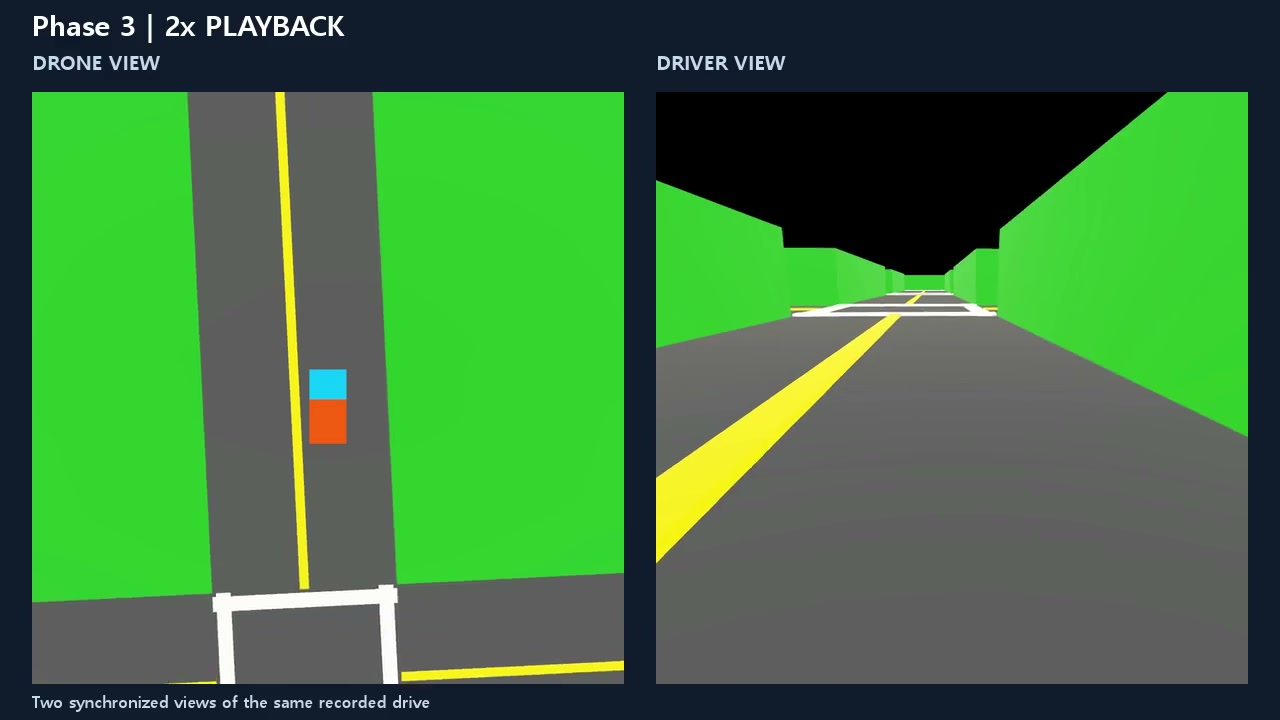 Phase 3 | 2x PLAYBACK
DRONE VIEW
DRIVER VIEW
Two synchronized views of the same recorded drive